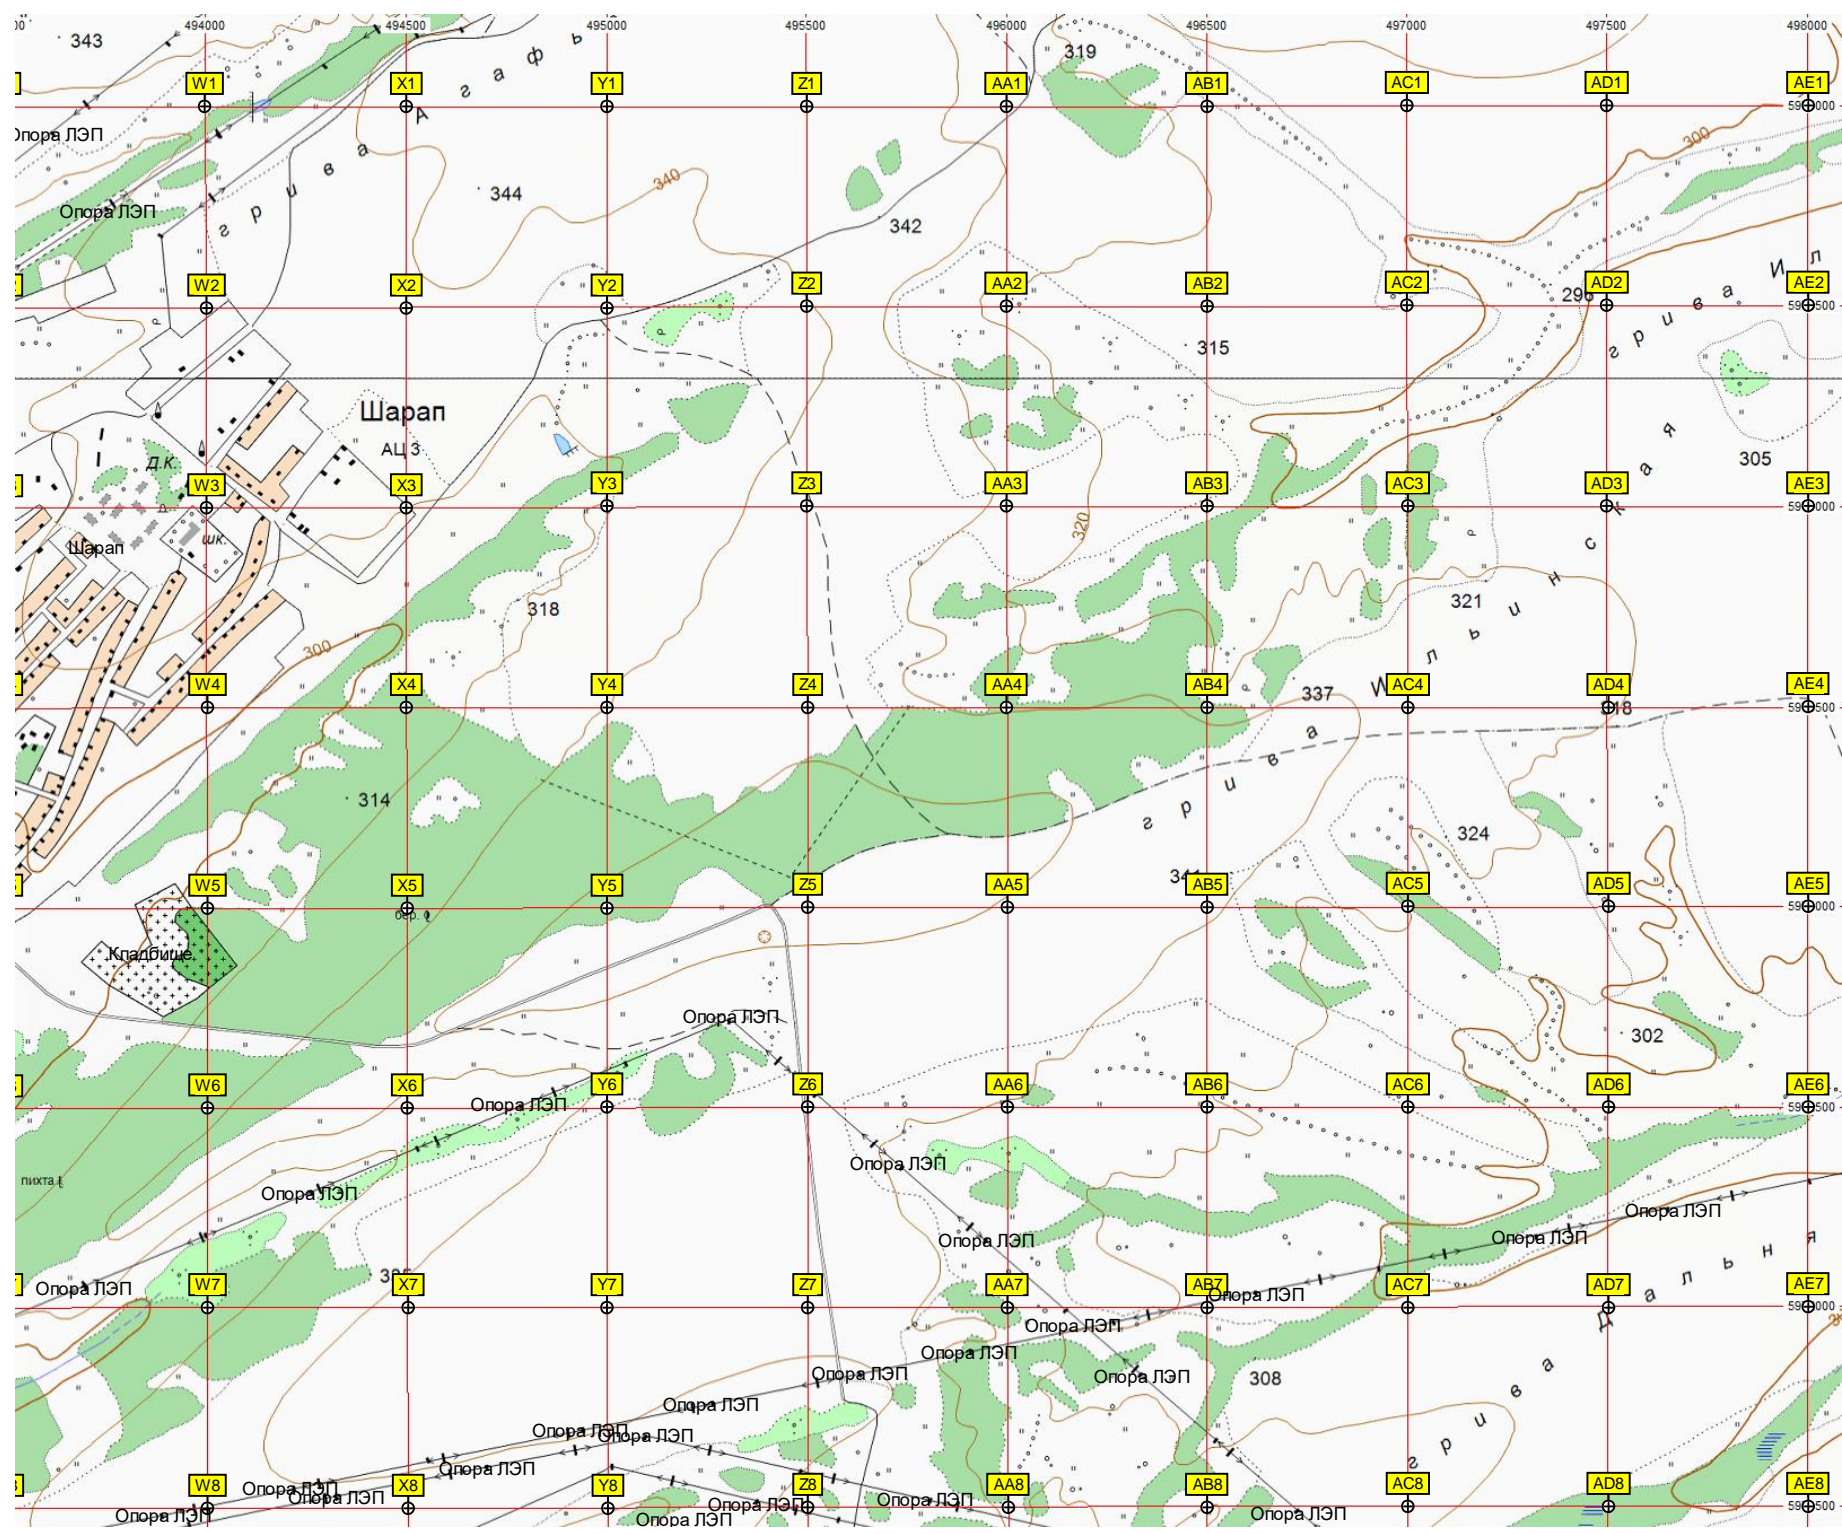 494000 494500 495000 495500 496000 496500 497000 497500 498000
343
319
W1 X1 Y1 Z1 AA1 AB1 AC1 AD1 AE1
А г а ф ь
г р и в а
Опора ЛЭП
300
340
344
342
Опора ЛЭП
И л
W2 X2 Y2 Z2 AA2 AB2 AC2 AD2 AE2
296
г р и в а
315
Шарап
АЦ 3
Д.К.
305
W3 X3 Y3 Z3 AA3 AB3 AC3 AD3 AE3
320
шк.
Шарап
И л ь и н с к а я
318
321
300
W4 X4 Y4 Z4 AA4 AB4 AC4 AD4 AE4
337
318
г р и в а
314
324
W5 X5 Y5 Z5 AA5 AB5 AC5 AD5 AE5
бер.
Кладбище
Опора ЛЭП
302
W6 X6 Y6 Z6 AA6 AB6 AC6 AD6 AE6
Опора ЛЭП
Опора ЛЭП
пихта
Опора ЛЭП
Опора ЛЭП
Опора ЛЭП
Опора ЛЭП
Д а л ь н я
Опора ЛЭП
W7 X7 Y7 Z7 AA7 AB7 AC7 AD7 AE7
Опора ЛЭП
Опора ЛЭП
Опора ЛЭП
Опора ЛЭП
Опора ЛЭП
308
г р и в а
Опора ЛЭП
Опора ЛЭП
Опора ЛЭП
Опора ЛЭП
W8 X8 Y8 Z8 AA8 AB8 AC8 AD8 AE8
Опора ЛЭП
Опора ЛЭП
Опора ЛЭП
Опора ЛЭП
Опора ЛЭП
Опора ЛЭП
Опора ЛЭП